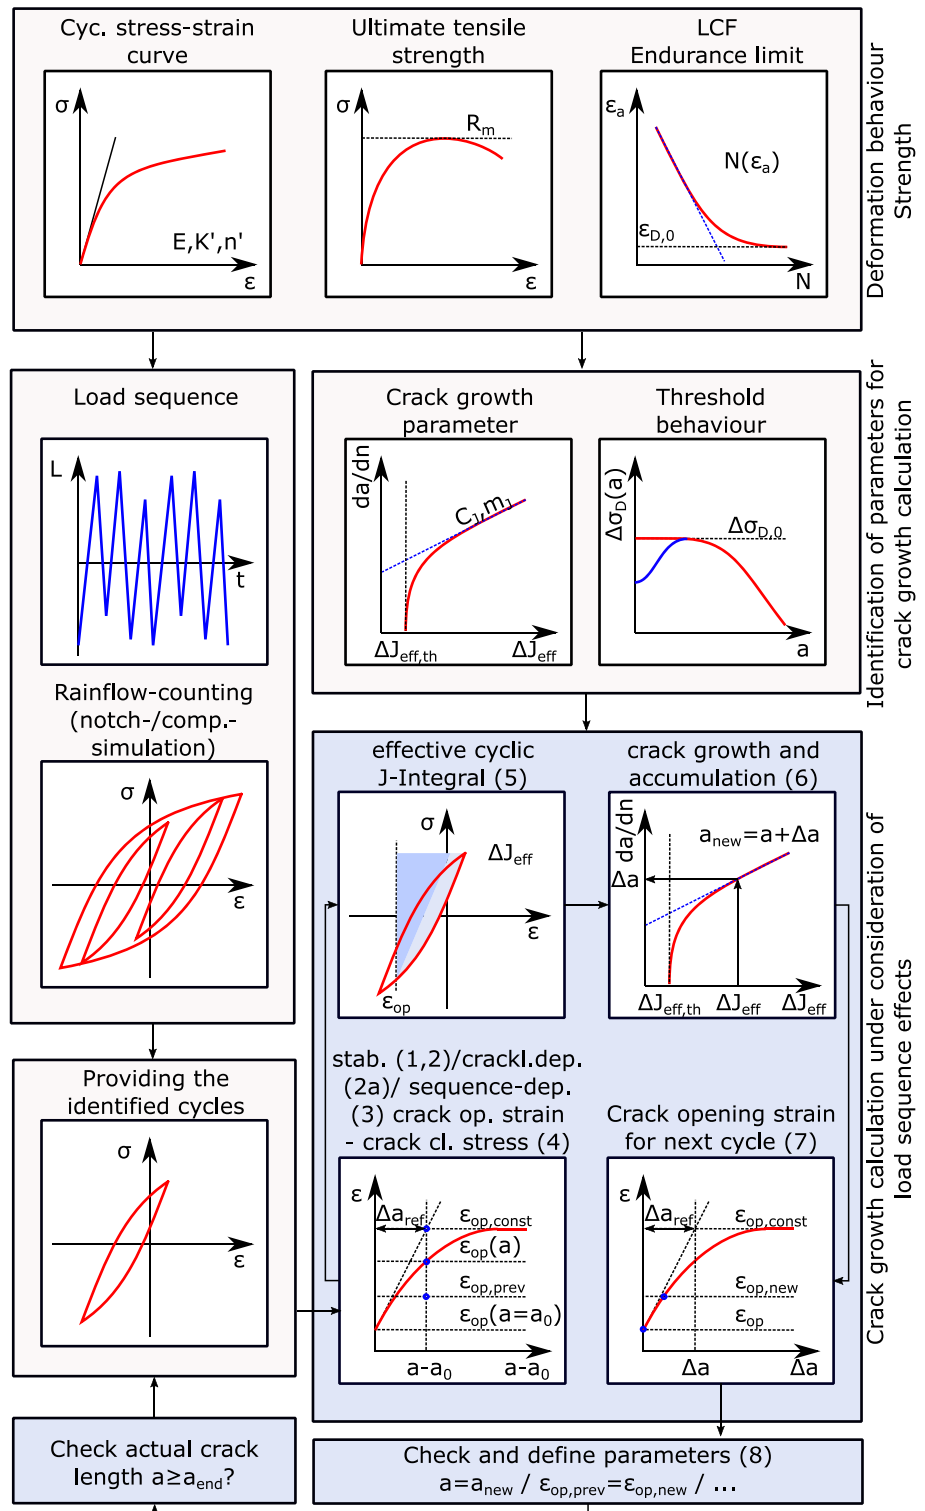 Cyc. stress-strain
curve
σ
E,K',n'
ε
Ultimate tensile
strength
σ
Rm
ε
LCF
Endurance limit
εa
N(εa)
εD,0
N
Deformation behaviour
Strength
Load sequence
L
t
Rainflow-counting
(notch-/comp.-
simulation)
σ
ε
Crack growth
parameter
da/dn
CJ,mJ
ΔJeff,th
ΔJeff
Threshold
behaviour
ΔσD(a)
ΔσD,0
a
Identification of parameters for
crack growth calculation
effective cyclic
J-Integral (5)
σ
ΔJeff
ε
εop
crack growth and
accumulation (6)
da/dn
anew=a+Δa
Δa
ΔJeff,th
ΔJeff
ΔJeff
Providing the
identified cycles
σ
ε
stab. (1,2)/crackl.dep.
(2a)/ sequence-dep.
(3) crack op. strain
- crack cl. stress (4)
ε
Δaref
εop,const
εop(a)
εop,prev
εop(a=a0)
a-a0
a-a0
Crack opening strain
for next cycle (7)
ε
Δaref
εop,const
εop,new
εop
Δa
Δa
Crack growth calculation under consideration of
load sequence effects
Check actual crack
length a≥aend?
Check and define parameters (8)
a=anew / εop,prev=εop,new / ...